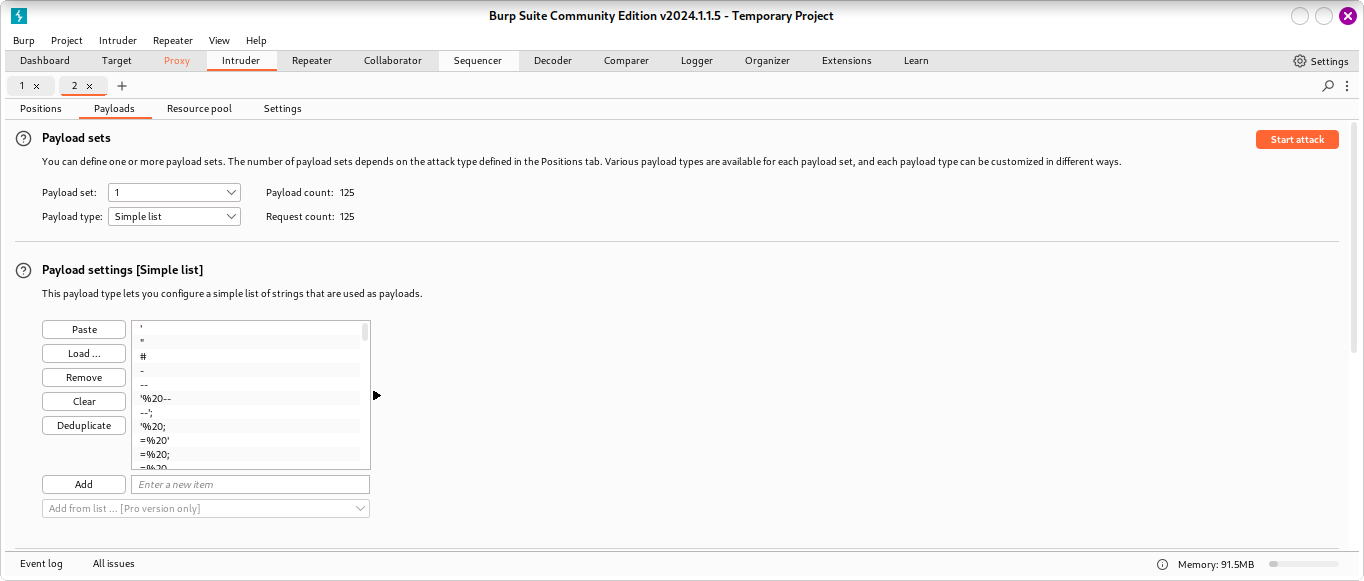 Burp Suite Community Edition v2024.1.1.5 - Temporary Project
Burp Project Intruder Repeater View Help
Dashboard Target Proxy Intruder Repeater Collaborator Sequencer Decoder Comparer Logger Organizer Extensions Learn Settings
1 × 2 × +
Positions Payloads Resource pool Settings
? Payload sets
Start attack
You can define one or more payload sets. The number of payload sets depends on the attack type defined in the Positions tab. Various payload types are available for each payload set, and each payload type can be customized in different ways.
Payload set: 1 Payload count: 125
Payload type: Simple list Request count: 125
? Payload settings [Simple list]
This payload type lets you configure a simple list of strings that are used as payloads.
Paste
Load ...
Remove
Clear
Deduplicate
'
"
#
-
--
'%20--
--';
'%20;
=%20'
=%20;
=%20
Add Enter a new item
Add from list ... [Pro version only]
Event log All issues Memory: 91.5MB